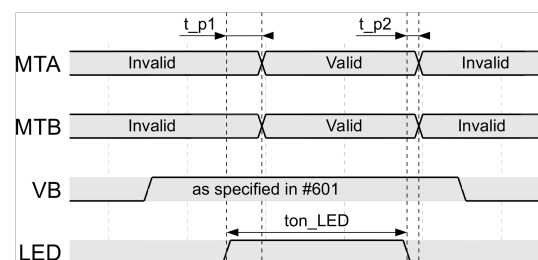 t_p1 t_p2
MTA Invalid Valid Invalid
MTB Invalid Valid Invalid
VB as specified in #601
ton_LED
LED